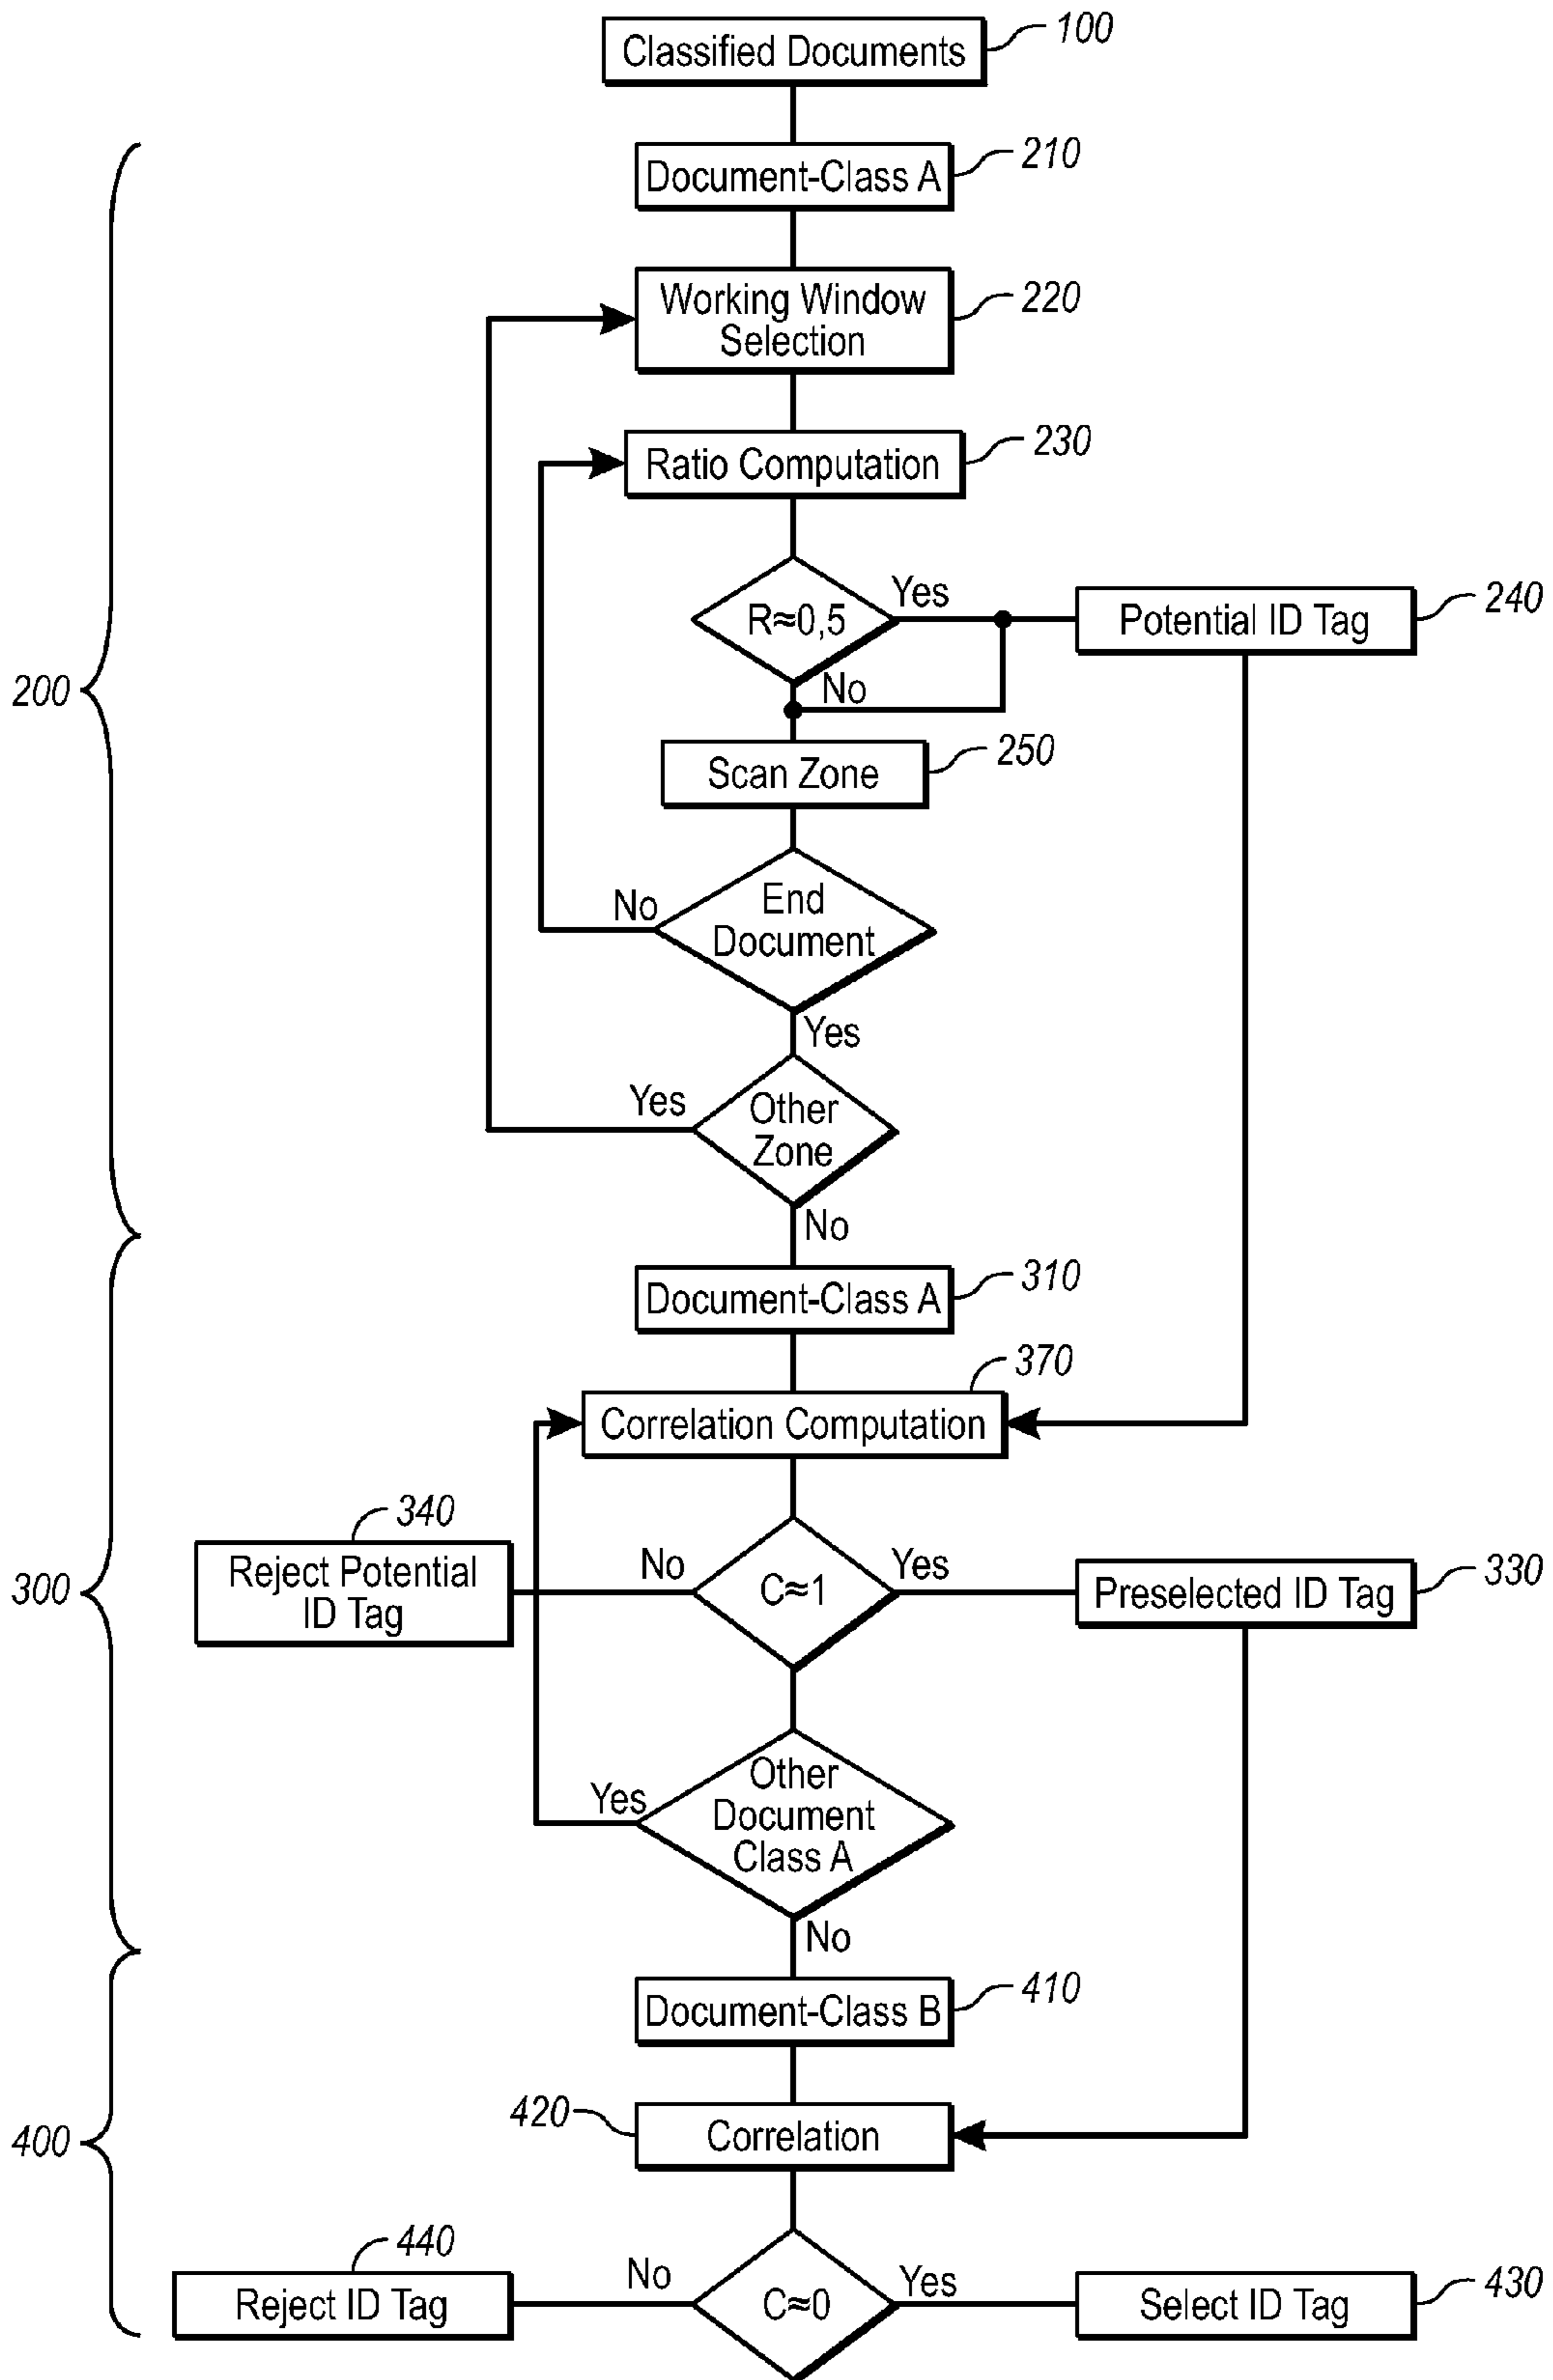 Classified Documents
100
Document-Class A
210
Working Window
Selection
220
Ratio Computation
230
R≈0,5
Yes
No
Potential ID Tag
240
200
Scan Zone
250
End
Document
No
Yes
Other
Zone
Yes
No
Document-Class A
310
370
Correlation Computation
340
Reject Potential
ID Tag
300
No
C≈1
Yes
Preselected ID Tag
330
Other
Document
Class A
Yes
No
Document-Class B
410
420
Correlation
400
440
Reject ID Tag
No
C≈0
Yes
Select ID Tag
430